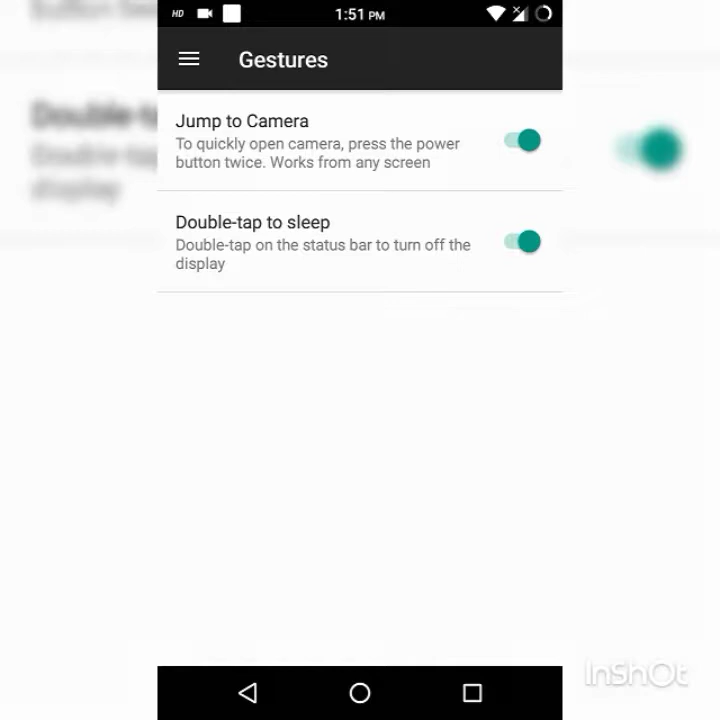 HD
1:51 PM
Gestures
Jump to Camera
To quickly open camera, press the power
button twice. Works from any screen
Double-tap to sleep
Double-tap on the status bar to turn off the
display
InShOt